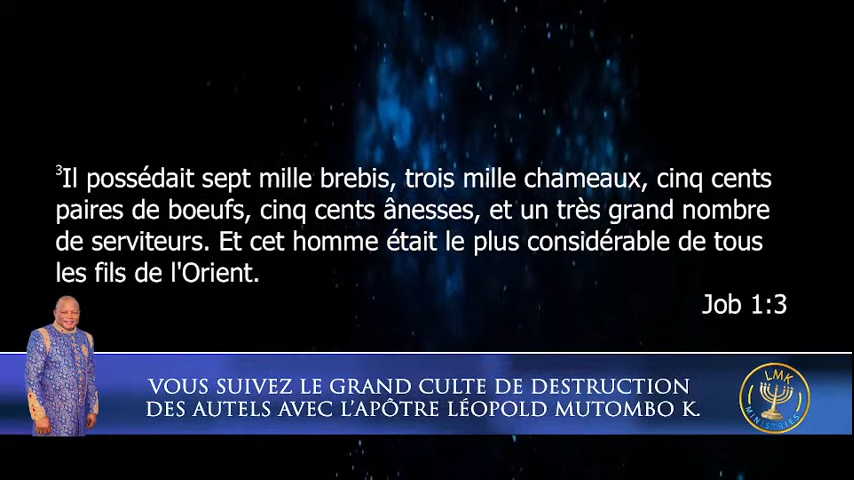 ³Il possédait sept mille brebis, trois mille chameaux, cinq cents
paires de boeufs, cinq cents ânesses, et un très grand nombre
de serviteurs. Et cet homme était le plus considérable de tous
les fils de l'Orient.
Job 1:3
VOUS SUIVEZ LE GRAND CULTE DE DESTRUCTION
DES AUTELS AVEC L'APÔTRE LÉOPOLD MUTOMBO K.
LMK
MINISTRIES